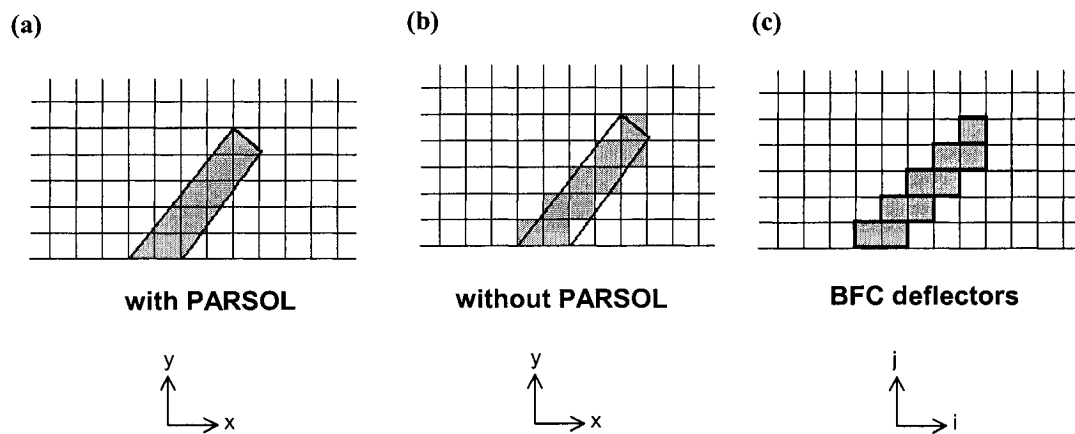 (a)
(b)
(c)
with PARSOL
without PARSOL
BFC deflectors
y
x
y
x
j
i